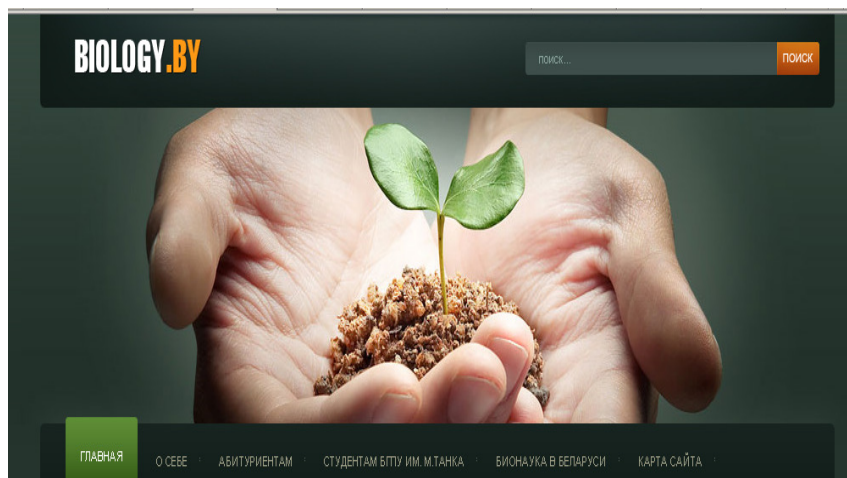 BIOLOGY.BY
поиск...
ПОИСК
ГЛАВНАЯ
О СЕБЕ
АБИТУРИЕНТАМ
СТУДЕНТАМ БГПУ ИМ. М.ТАНКА
БИОНАУКА В БЕЛАРУСИ
КАРТА САЙТА